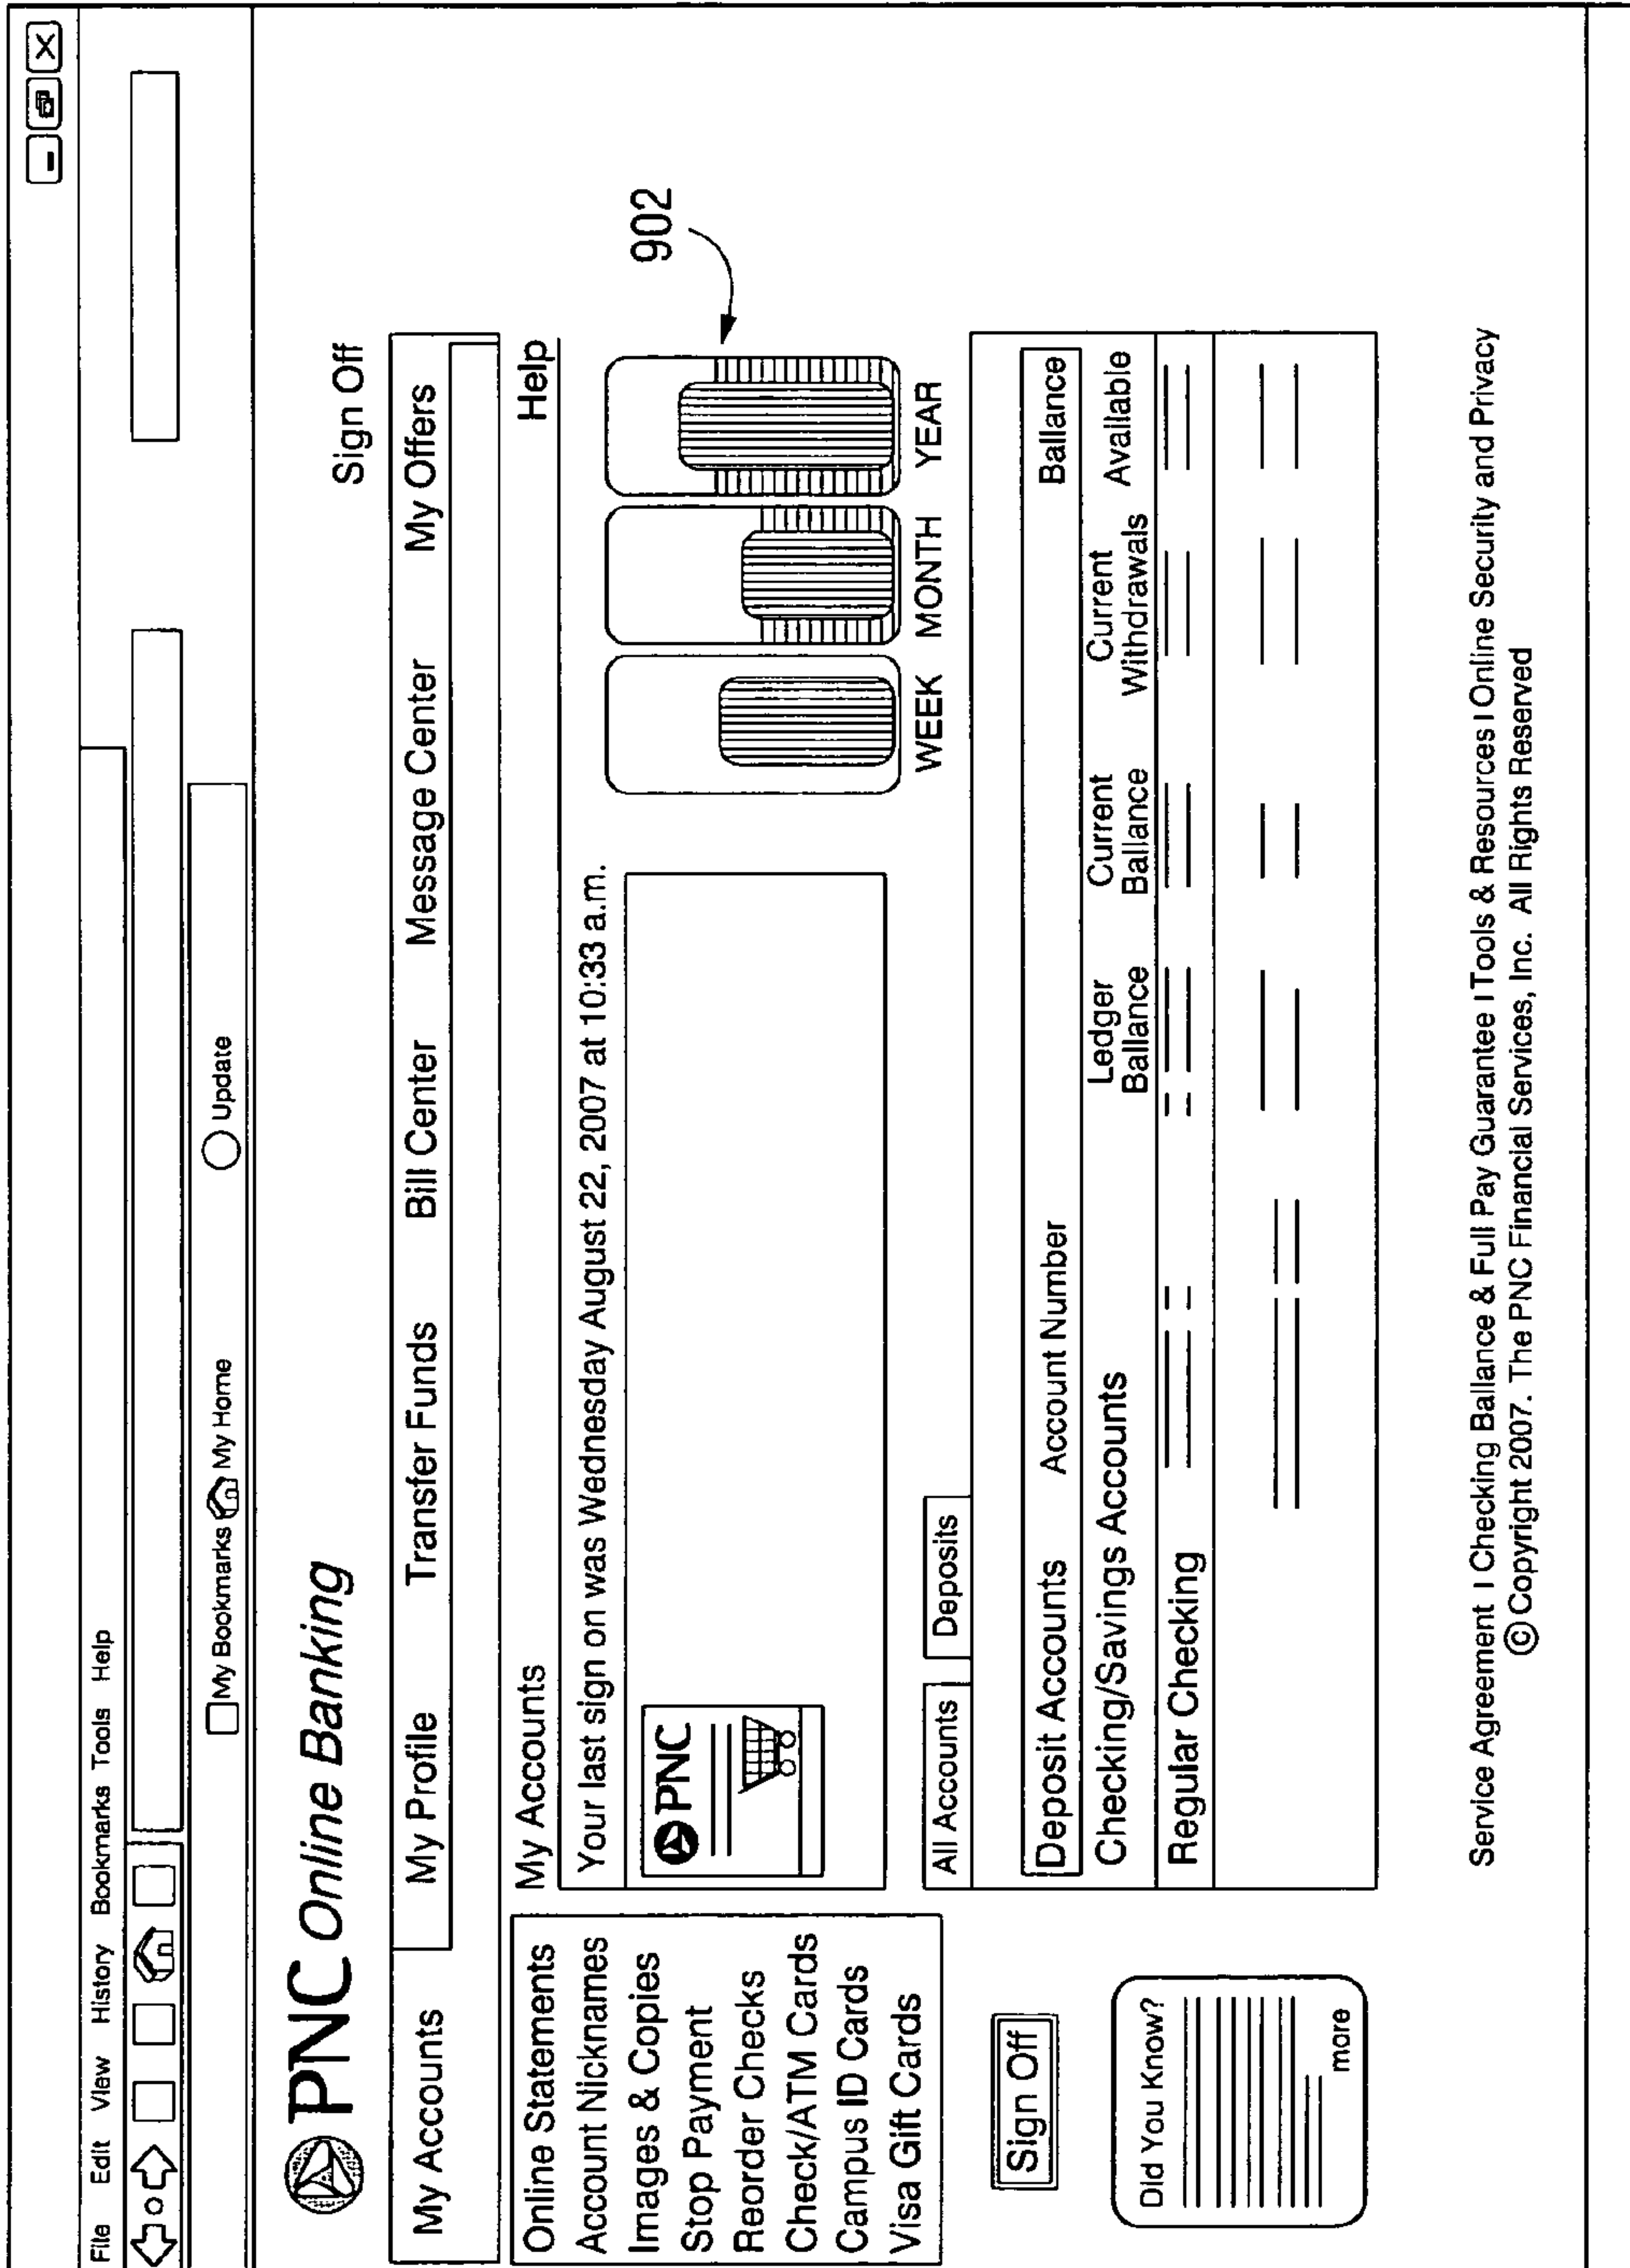 File Edit View History Bookmarks Tools Help
My Bookmarks My Home Update
PNC Online Banking
Sign Off
My Accounts My Profile Transfer Funds Bill Center Message Center My Offers
Online Statements
Account Nicknames
Images & Copies
Stop Payment
Reorder Checks
Check/ATM Cards
Campus ID Cards
Visa Gift Cards
Sign Off
Did You Know?
more
My Accounts Help
Your last sign on was Wednesday August 22, 2007 at 10:33 a.m.
PNC
902
WEEK MONTH YEAR
All Accounts Deposits
Deposit Accounts Account Number Ballance
Checking/Savings Accounts Ledger Ballance Current Ballance Current Withdrawals Available
Regular Checking
Service Agreement I Checking Ballance & Full Pay Guarantee I Tools & Resources I Online Security and Privacy
© Copyright 2007. The PNC Financial Services, Inc. All Rights Reserved